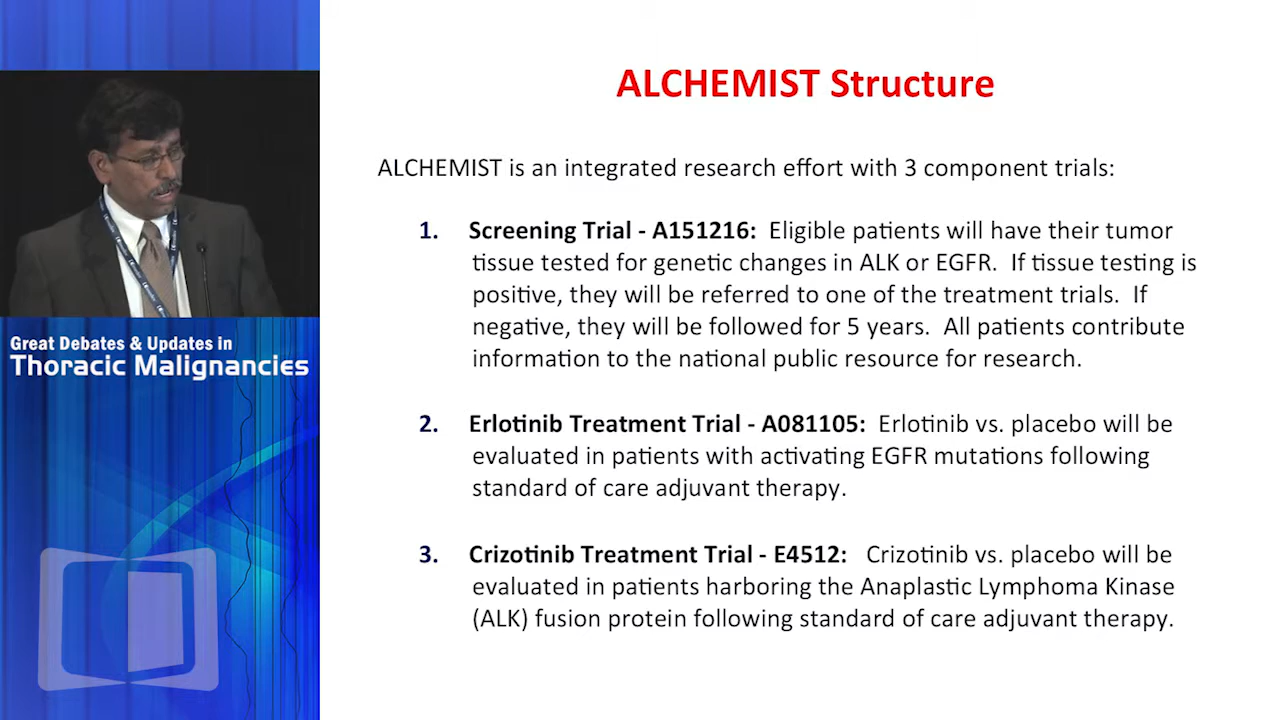 ALCHEMIST Structure
ALCHEMIST is an integrated research effort with 3 component trials:
1. Screening Trial - A151216: Eligible patients will have their tumor
tissue tested for genetic changes in ALK or EGFR. If tissue testing is
positive, they will be referred to one of the treatment trials. If
negative, they will be followed for 5 years. All patients contribute
information to the national public resource for research.
2. Erlotinib Treatment Trial - A081105: Erlotinib vs. placebo will be
evaluated in patients with activating EGFR mutations following
standard of care adjuvant therapy.
3. Crizotinib Treatment Trial - E4512: Crizotinib vs. placebo will be
evaluated in patients harboring the Anaplastic Lymphoma Kinase
(ALK) fusion protein following standard of care adjuvant therapy.
Great Debates & Updates in
Thoracic Malignancies